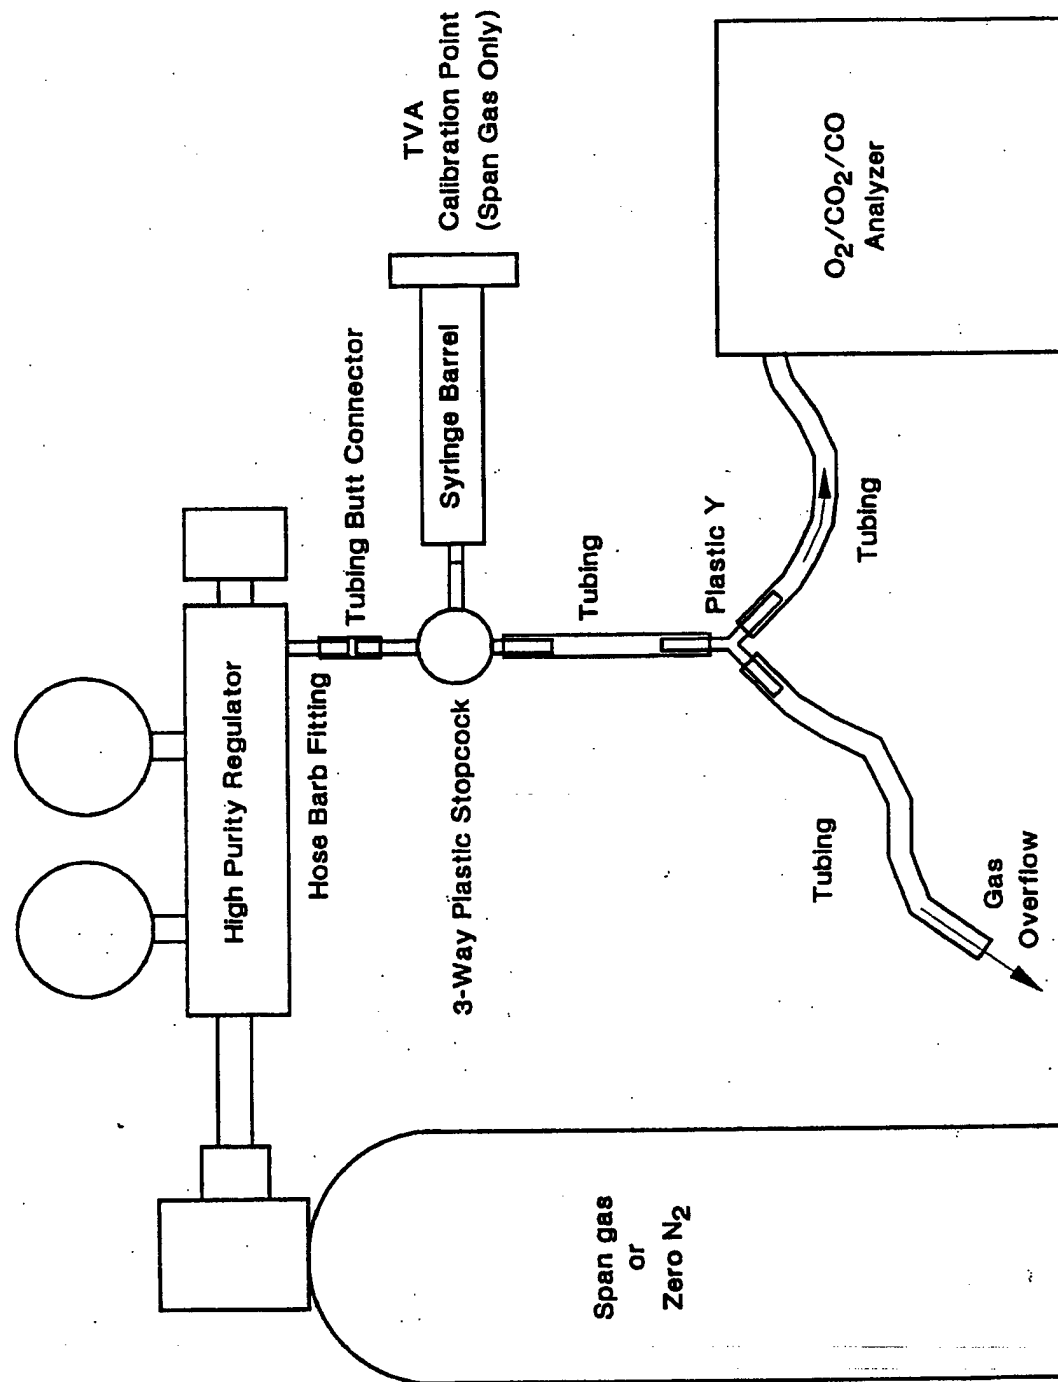 TVA
Calibration Point
(Span Gas Only)
O₂/CO₂/CO
Analyzer
Syringe Barrel
Tubing Butt Connector
High Purity Regulator
Hose Barb Fitting
3-Way Plastic Stopcock
Tubing
Plastic Y
Tubing
Tubing
Gas
Overflow
Span gas
or
Zero N₂